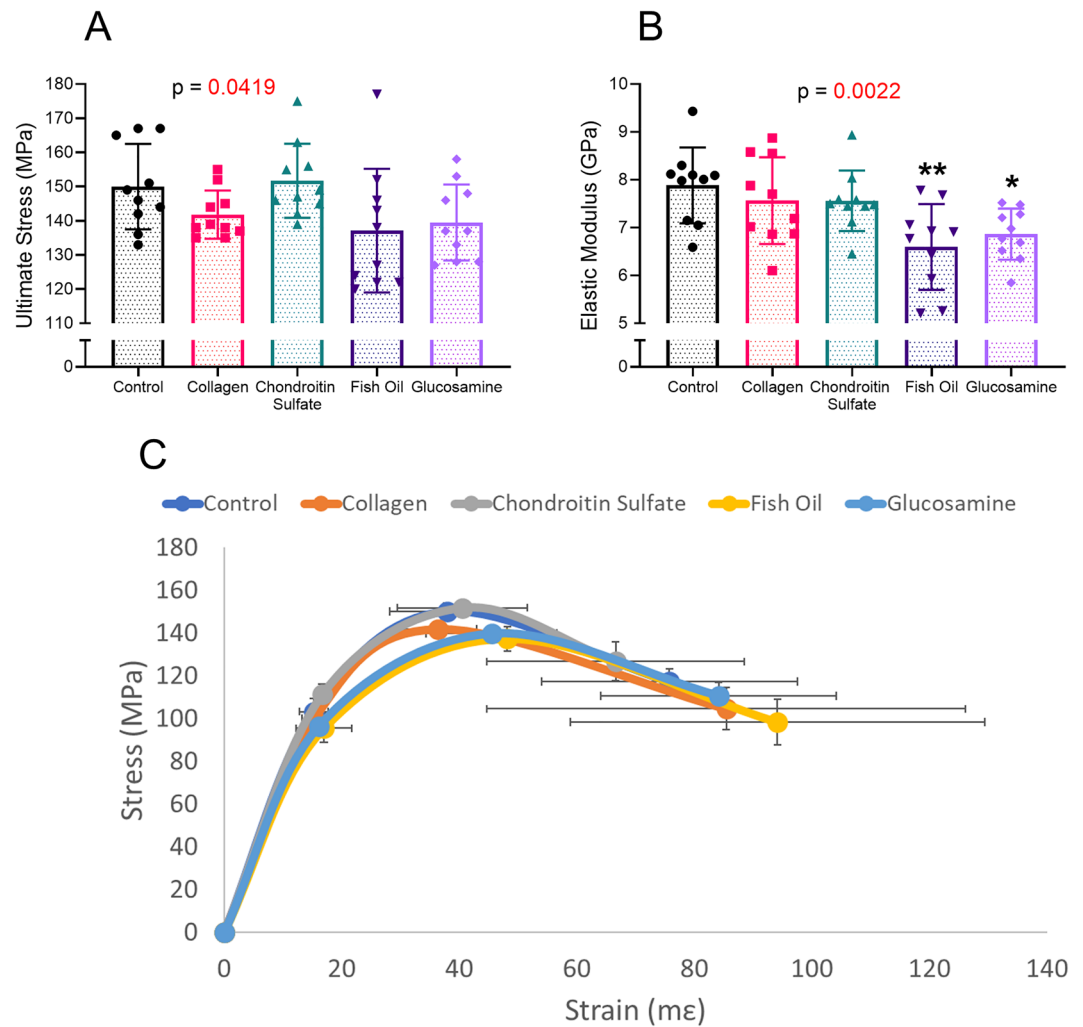 A
p = 0.0419
Ultimate Stress (MPa)
180
170
160
150
140
130
120
110
0
Control
Collagen
Chondroitin
Sulfate
Fish Oil
Glucosamine
B
p = 0.0022
Elastic Modulus (GPa)
10
9
8
7
6
5
0
**
*
Control
Collagen
Chondroitin
Sulfate
Fish Oil
Glucosamine
C
Control Collagen Chondroitin Sulfate Fish Oil Glucosamine
Stress (MPa)
180
160
140
120
100
80
60
40
20
0
0 20 40 60 80 100 120 140
Strain (mε)